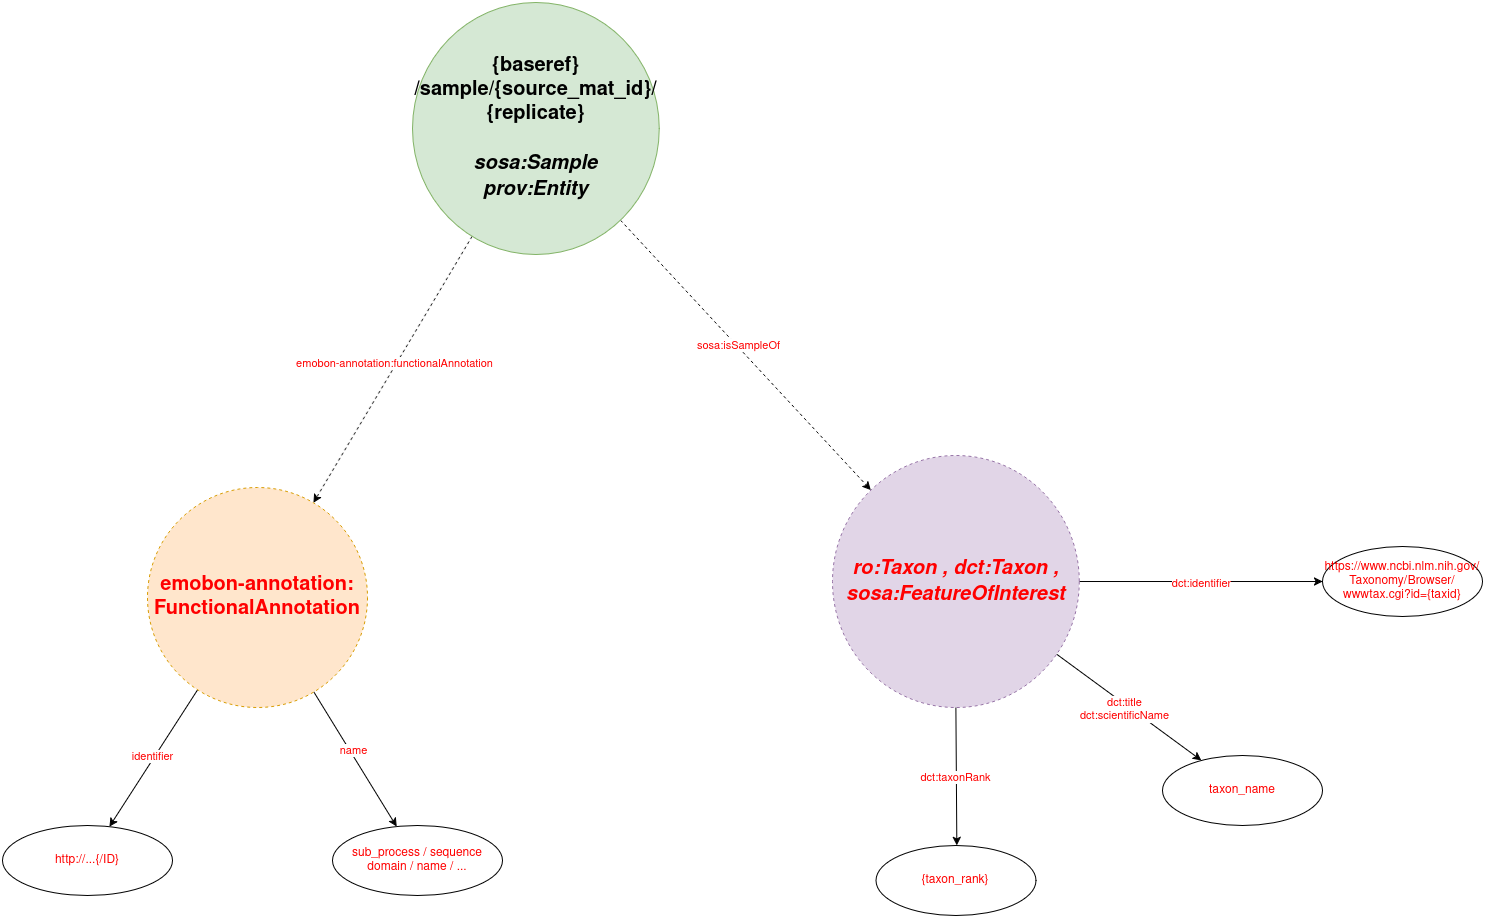 {baseref}
/sample/{source_mat_id}/
{replicate}
sosa:Sample
prov:Entity
emobon-annotation:functionalAnnotation
sosa:isSampleOf
emobon-annotation:
FunctionalAnnotation
ro:Taxon , dct:Taxon ,
sosa:FeatureOfInterest
dct:identifier
https://www.ncbi.nlm.nih.gov/
Taxonomy/Browser/
wwwtax.cgi?id={taxid}
identifier
name
dct:title
dct:scientificName
dct:taxonRank
taxon_name
http://...{/ID}
sub_process / sequence
domain / name / ...
{taxon_rank}